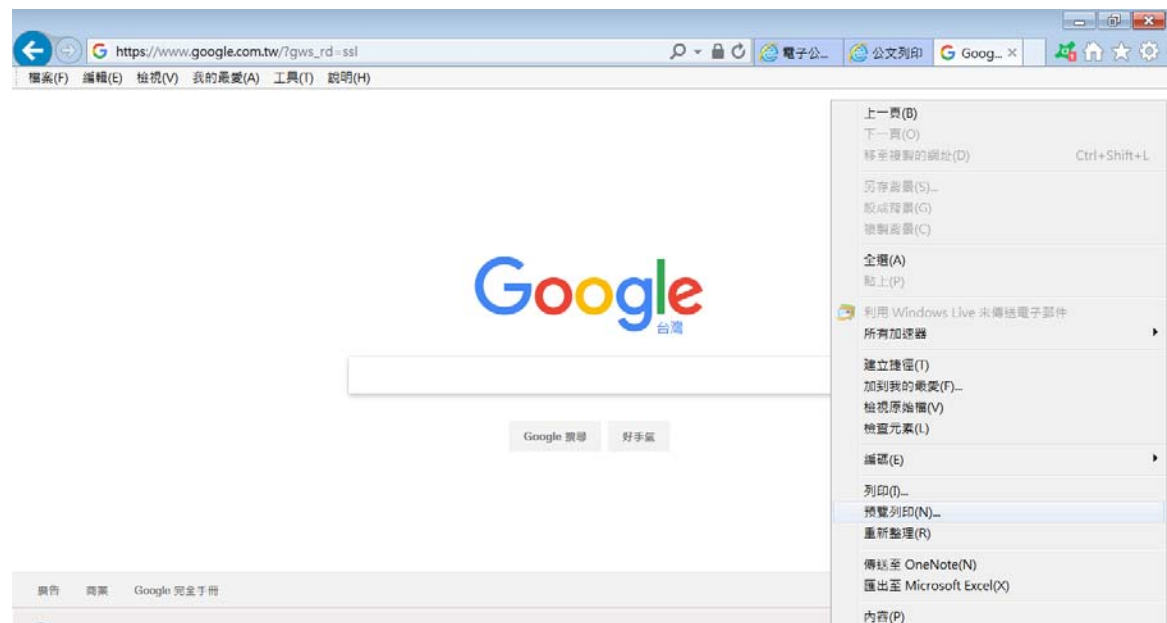 https://www.google.com.tw/?gws_rd=ssl
電子公...
公文列印
Goog...
檔案(F) 編輯(E) 檢視(V) 我的最愛(A) 工具(T) 說明(H)
上一頁(B)
下一頁(O)
移至複製的網址(D) Ctrl+Shift+L
另存背景(S)...
設成背景(G)
複製背景(C)
全選(A)
貼上(P)
利用 Windows Live 來傳送電子郵件
所有加速器
建立捷徑(T)
加到我的最愛(F)...
檢視原始檔(V)
檢查元素(L)
編碼(E)
列印(I)...
預覽列印(N)...
重新整理(R)
傳送至 OneNote(N)
匯出至 Microsoft Excel(X)
內容(P)
Google
台灣
Google 搜尋 好手氣
廣告 商業 Google 完全手冊